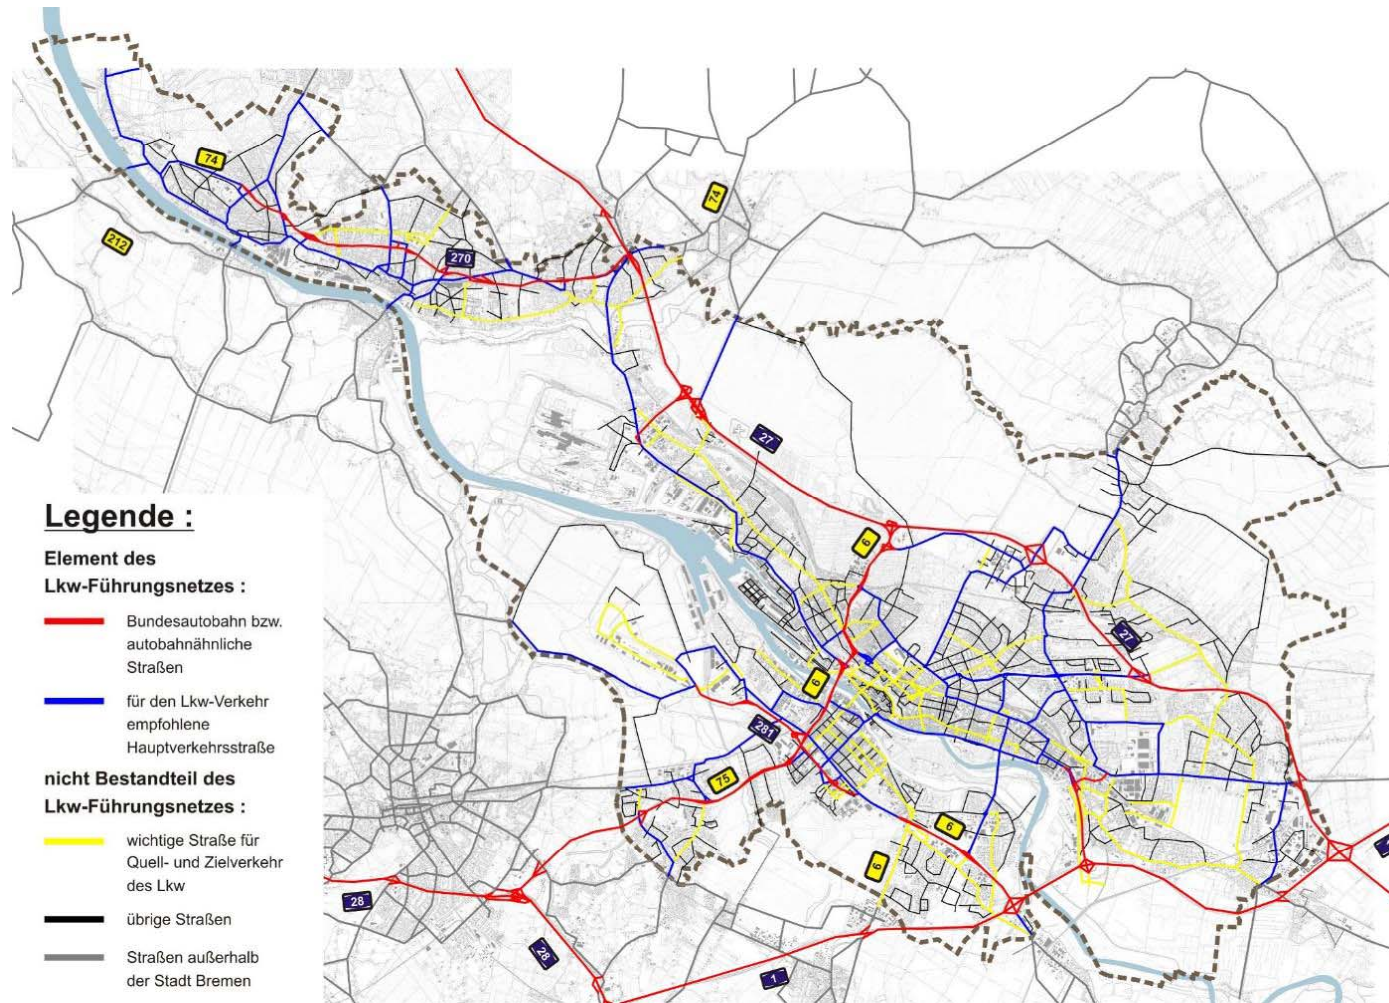 74
74
212
270
27
6
27
6
281
75
6
6
28
28
1
Legende :
Element des
Lkw-Führungsnetzes :
Bundesautobahn bzw.
autobahnähnliche
Straßen
für den Lkw-Verkehr
empfohlene
Hauptverkehrsstraße
nicht Bestandteil des
Lkw-Führungsnetzes :
wichtige Straße für
Quell- und Zielverkehr
des Lkw
übrige Straßen
Straßen außerhalb
der Stadt Bremen